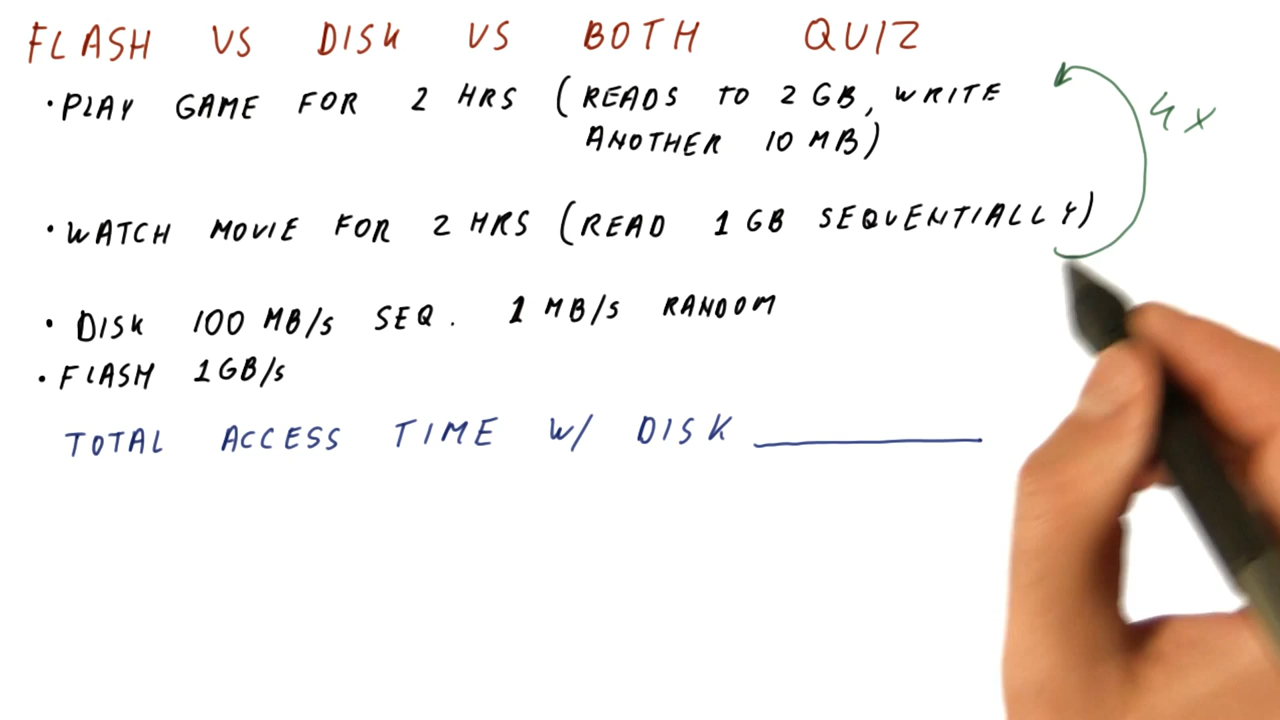 FLASH VS DISK VS BOTH QUIZ
• PLAY GAME FOR 2 HRS (READS TO 2 GB, WRITE
ANOTHER 10 MB)
4x
• WATCH MOVIE FOR 2 HRS (READ 1 GB SEQUENTIALLY)
• DISK 100 MB/s SEQ. 1 MB/s RANDOM
• FLASH 1GB/s
TOTAL ACCESS TIME W/ DISK